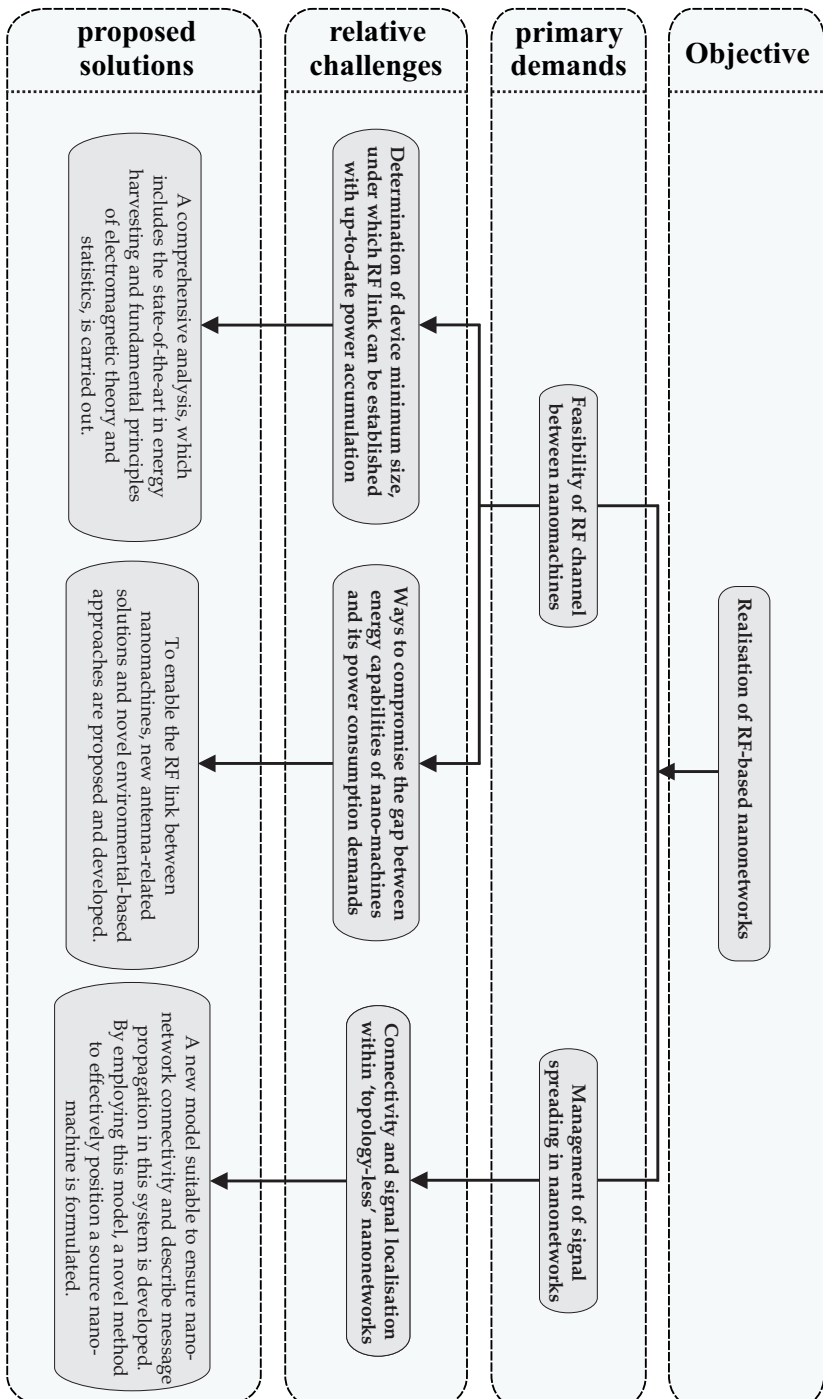 Objective
Realisation of RF-based nanonetworks
primary
demands
Feasibility of RF channel
between nanomachines
Management of signal
spreading in nanonetworks
relative
challenges
Determination of device minimum size,
under which RF link can be established
with up-to-date power accumulation
Ways to compromise the gap between
energy capabilities of nano-machines
and its power consumption demands
Connectivity and signal localisation
within ‘topology-less’ nanonetworks
proposed
solutions
A comprehensive analysis, which
includes the state-of-the-art in energy
harvesting and fundamental principles
of electromagnetic theory and
statistics, is carried out.
To enable the RF link between
nanomachines, new antenna-related
solutions and novel environmental-based
approaches are proposed and developed.
A new model suitable to ensure nano-
network connectivity and describe message
propagation in this system is developed.
By employing this model, a novel method
to effectively position a source nano-
machine is formulated.